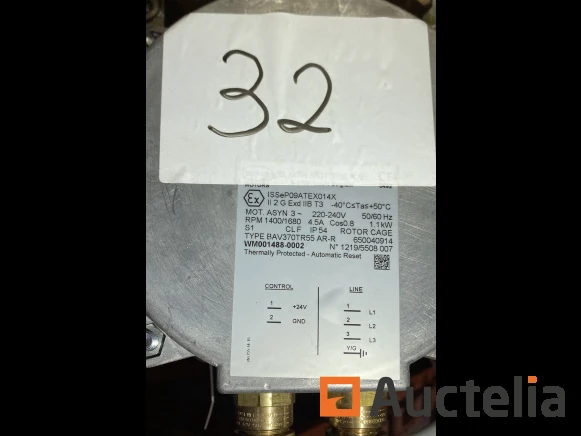 32
MOTORS
ISSeP09ATEX014X
II 2 G Exd IIB T3 -40°C≤Ta≤+50°C
MOT. ASYN 3 ~ 220-240V 50/60 Hz
RPM 1400/1680 4.5A Cos0.8 1.1kW
S1 CL F IP 54 ROTOR CAGE
TYPE BAV370TR55 AR-R 650040914
WM001488-0002 N° 1219/5508 007
Thermally Protected - Automatic Reset
CONTROL LINE
1 +24V
2 GND
1 L1
2 L2
3 L3
Y/G
Auctelia